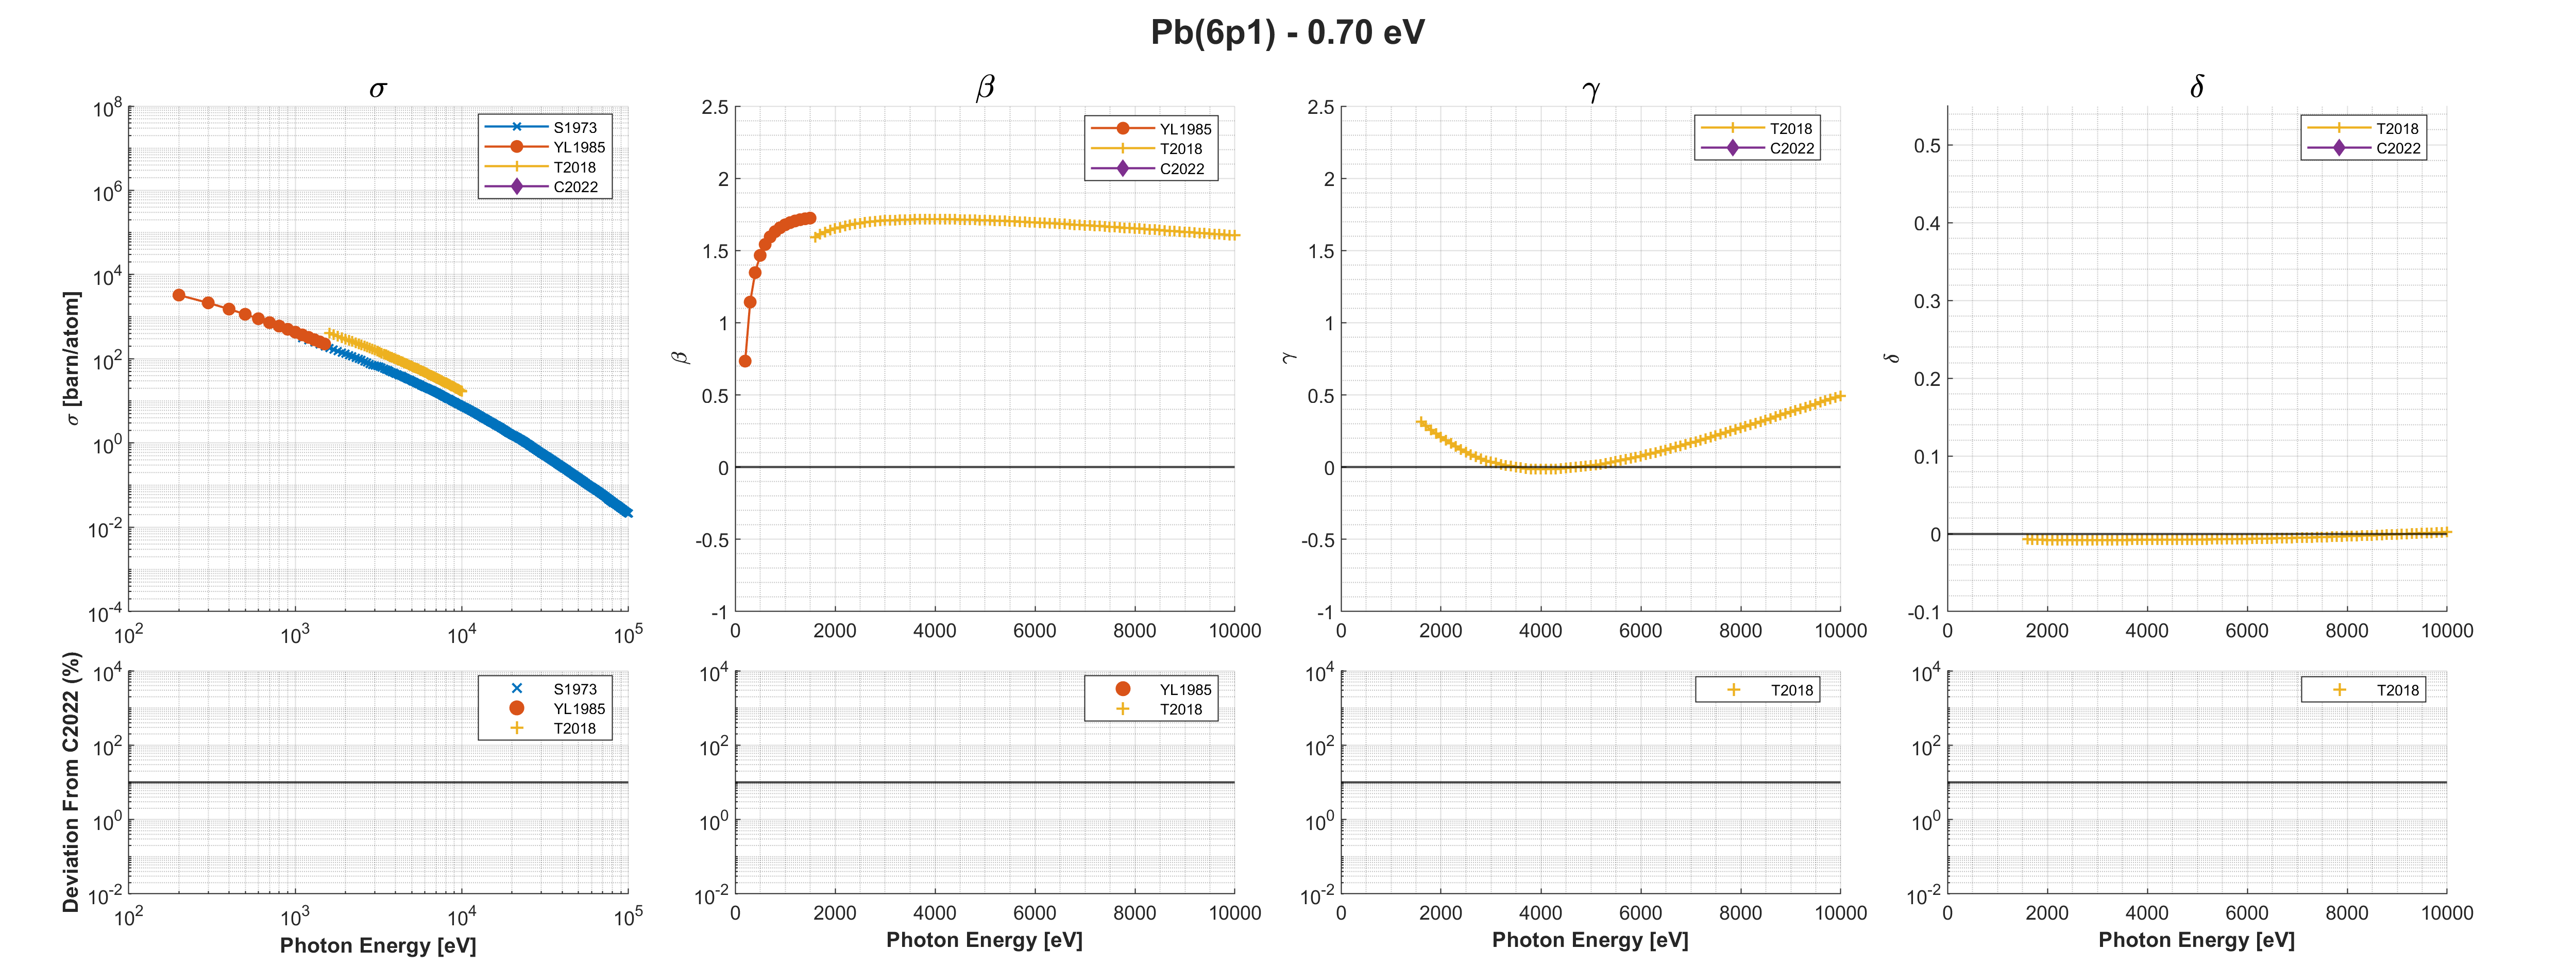 Pb(6p1) - 0.70 eV
σ
σ [barn/atom]
10^8
10^6
10^4
10^2
10^0
10^-2
10^-4
10^2
10^3
10^4
10^5
S1973
YL1985
T2018
C2022
β
β
2.5
2
1.5
1
0.5
0
-0.5
-1
0
2000
4000
6000
8000
10000
YL1985
T2018
C2022
γ
γ
2.5
2
1.5
1
0.5
0
-0.5
-1
0
2000
4000
6000
8000
10000
T2018
C2022
δ
δ
0.5
0.4
0.3
0.2
0.1
0
-0.1
0
2000
4000
6000
8000
10000
T2018
C2022
Deviation From C2022 (%)
10^4
10^2
10^0
10^-2
10^2
10^3
10^4
10^5
Photon Energy [eV]
S1973
YL1985
T2018
10^4
10^2
10^0
10^-2
0
2000
4000
6000
8000
10000
Photon Energy [eV]
YL1985
T2018
10^4
10^2
10^0
10^-2
0
2000
4000
6000
8000
10000
Photon Energy [eV]
T2018
10^4
10^2
10^0
10^-2
0
2000
4000
6000
8000
10000
Photon Energy [eV]
T2018